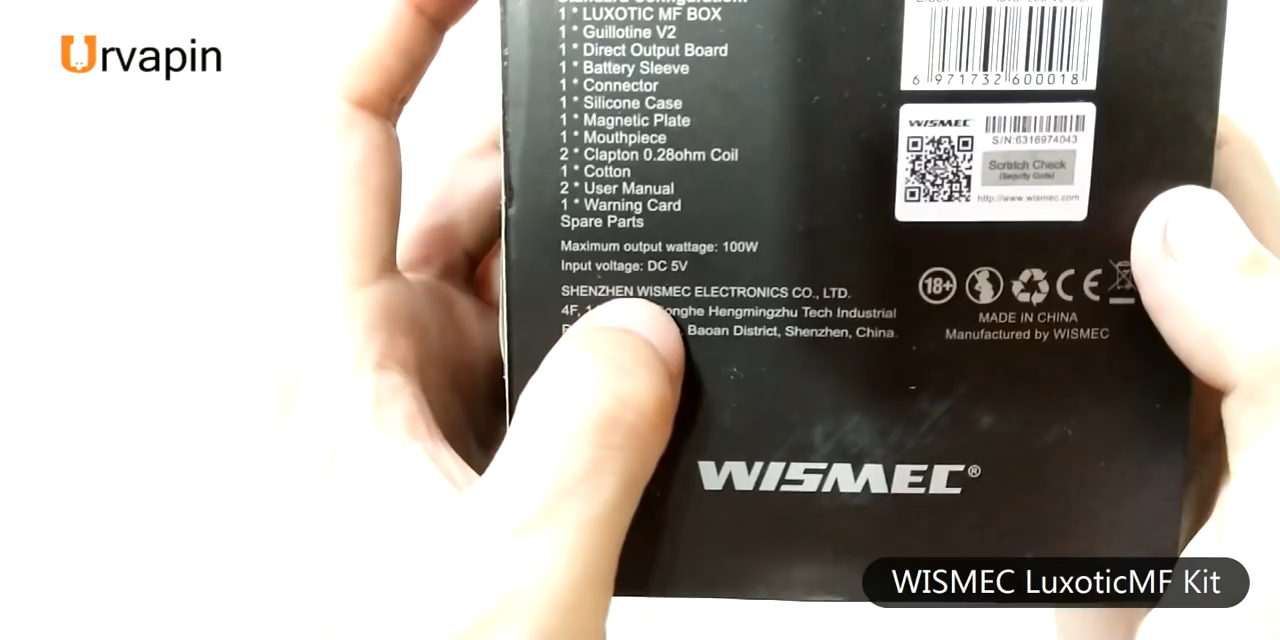 Urvapin
1 * LUXOTIC MF BOX
1 * Guillotine V2
1 * Direct Output Board
1 * Battery Sleeve
1 * Connector
1 * Silicone Case
1 * Magnetic Plate
1 * Mouthpiece
2 * Clapton 0.28ohm Coil
1 * Cotton
2 * User Manual
1 * Warning Card
Spare Parts
Maximum output wattage: 100W
Input voltage: DC 5V
SHENZHEN WISMEC ELECTRONICS CO., LTD.
4F, Hengmingzhu Tech Industrial
Baoan District, Shenzhen, China.
6 971732 600018
WISMEC
S/N:6316974043
Scratch Check
(Security Code)
http://www.wismec.com
18+
CE
MADE IN CHINA
Manufactured by WISMEC
WISMEC®
WISMEC LuxoticMF Kit